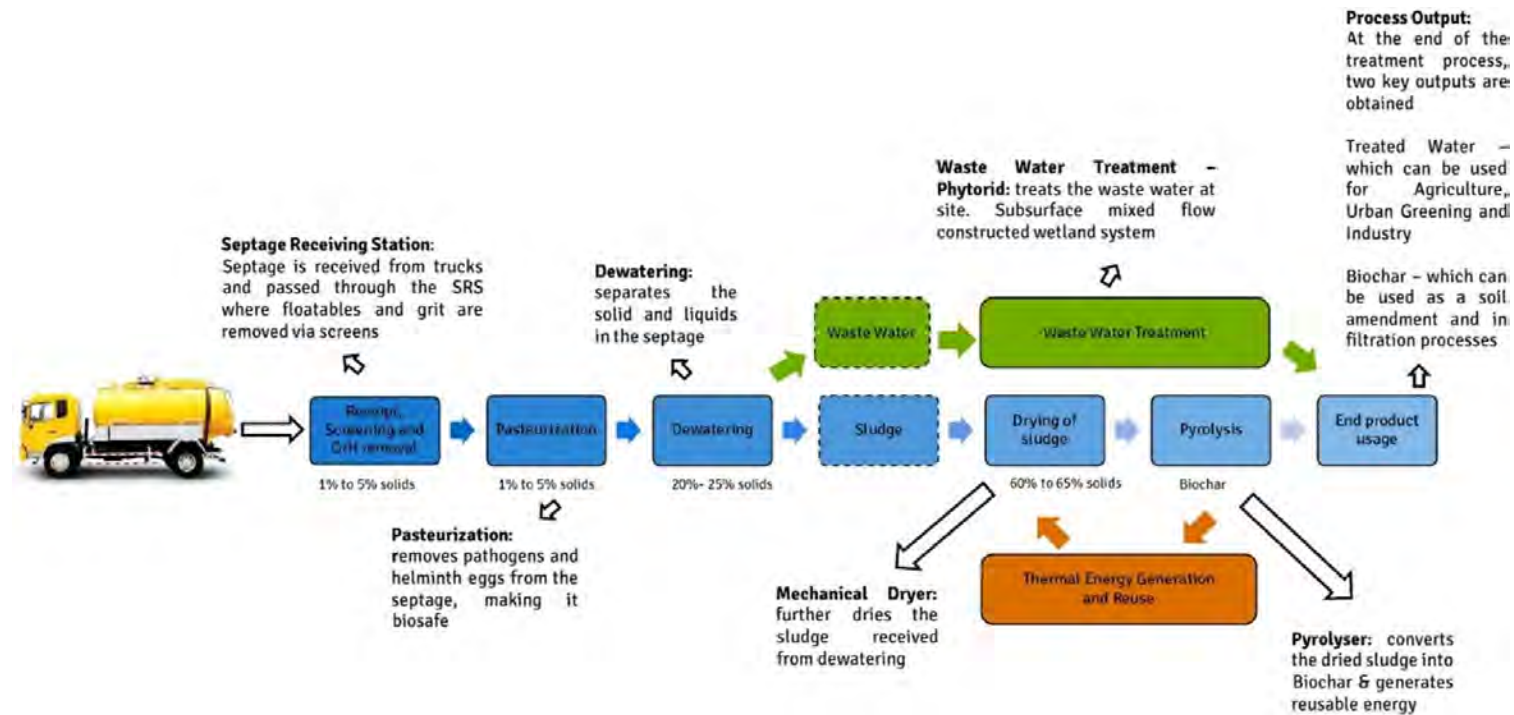 Process Output:
At the end of the
treatment process,
two key outputs are
obtained
Treated Water –
which can be used
for Agriculture,
Urban Greening and
Industry
Biochar – which can
be used as a soil
amendment and in
filtration processes
Waste Water Treatment –
Phytorid: treats the waste water at
site. Subsurface mixed flow
constructed wetland system
Septage Receiving Station:
Septage is received from trucks
and passed through the SRS
where floatables and grit are
removed via screens
Dewatering:
separates the
solid and liquids
in the septage
Waste Water
Waste Water Treatment
Receipt,
Screening and
Grit removal
Pasteurization
Dewatering
Sludge
Drying of
sludge
Pyrolysis
End product
usage
1% to 5% solids
1% to 5% solids
20%- 25% solids
60% to 65% solids
Biochar
Pasteurization:
removes pathogens and
helminth eggs from the
septage, making it
biosafe
Thermal Energy Generation
and Reuse
Mechanical Dryer:
further dries the
sludge received
from dewatering
Pyrolyser: converts
the dried sludge into
Biochar & generates
reusable energy